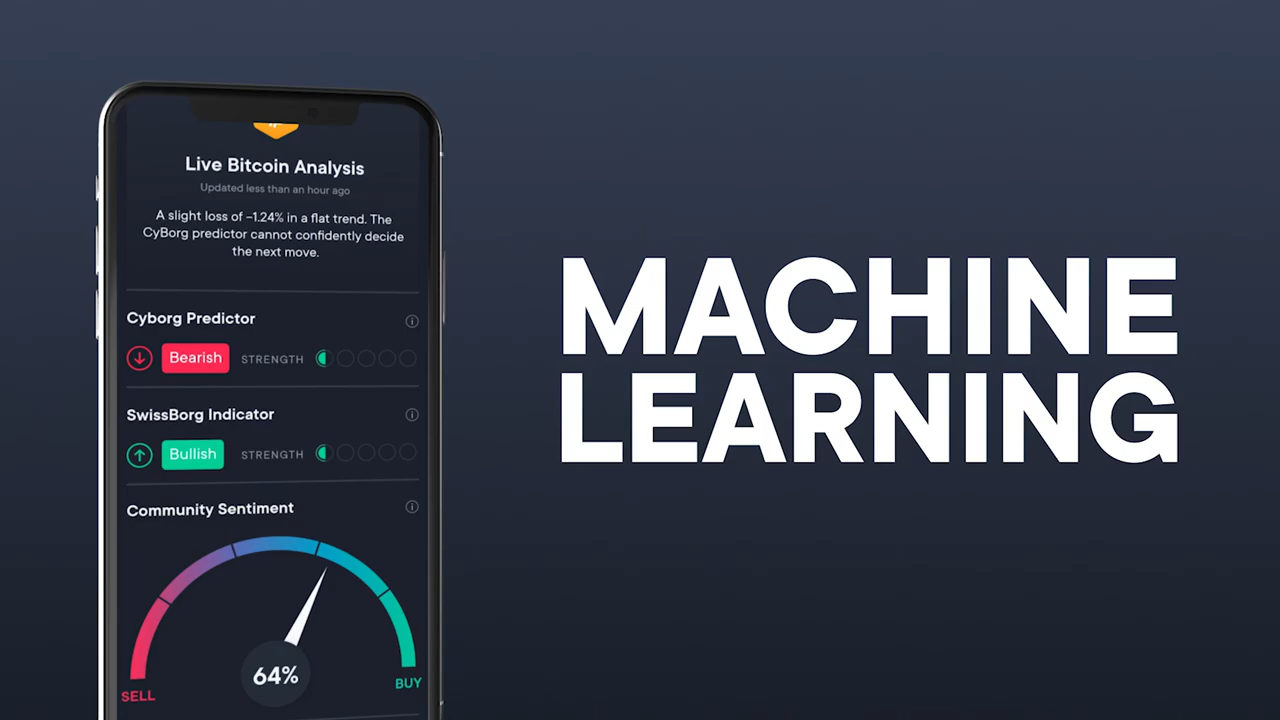 Live Bitcoin Analysis
Updated less than an hour ago
A slight loss of –1.24% in a flat trend. The
CyBorg predictor cannot confidently decide
the next move.
Cyborg Predictor
Bearish STRENGTH
SwissBorg Indicator
Bullish STRENGTH
Community Sentiment
64%
SELL
BUY
MACHINE
LEARNING